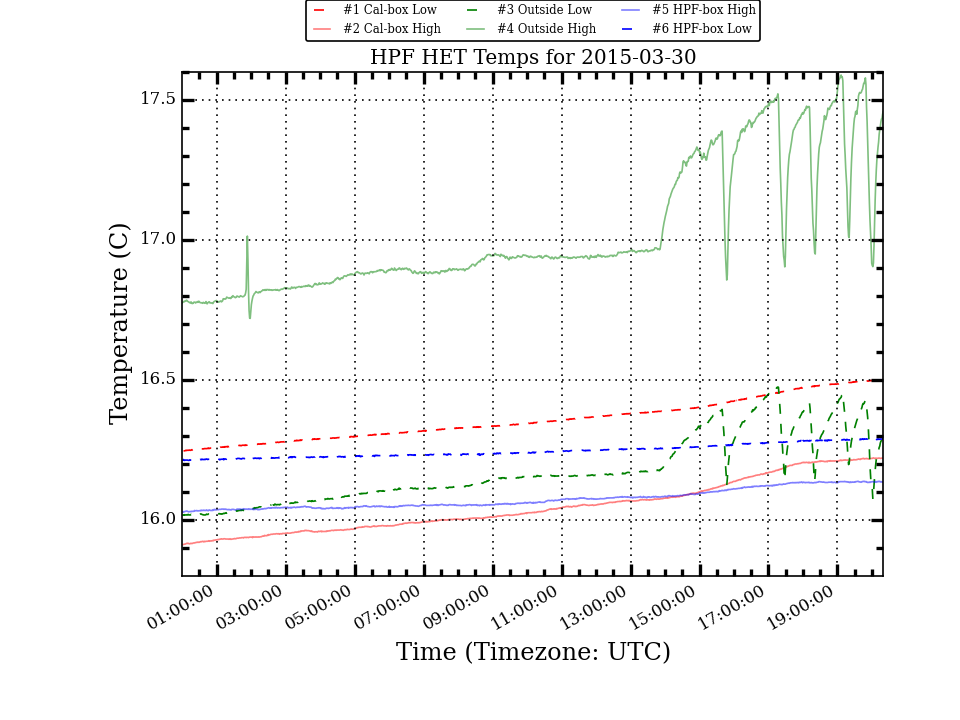 #1 Cal-box Low #3 Outside Low #5 HPF-box High
#2 Cal-box High #4 Outside High #6 HPF-box Low
HPF HET Temps for 2015-03-30
17.5
17.0
16.5
16.0
Temperature (C)
01:00:00 03:00:00 05:00:00 07:00:00 09:00:00 11:00:00 13:00:00 15:00:00 17:00:00 19:00:00
Time (Timezone: UTC)